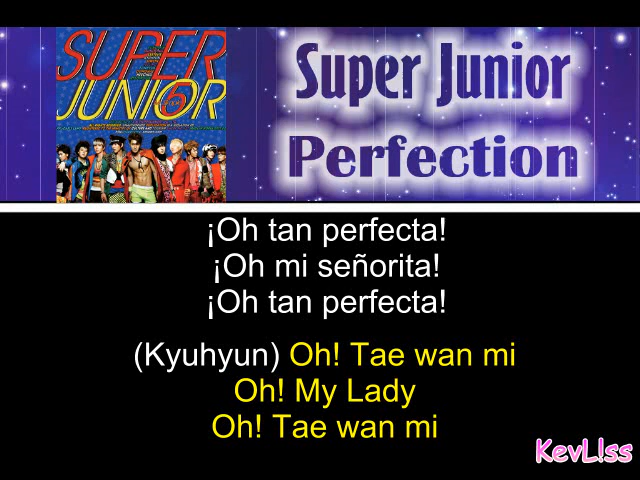 SUPER
JUNIOR
5
Super Junior
Perfection
¡Oh tan perfecta!
¡Oh mi señorita!
¡Oh tan perfecta!
(Kyuhyun) Oh! Tae wan mi
Oh! My Lady
Oh! Tae wan mi
KevL!ss